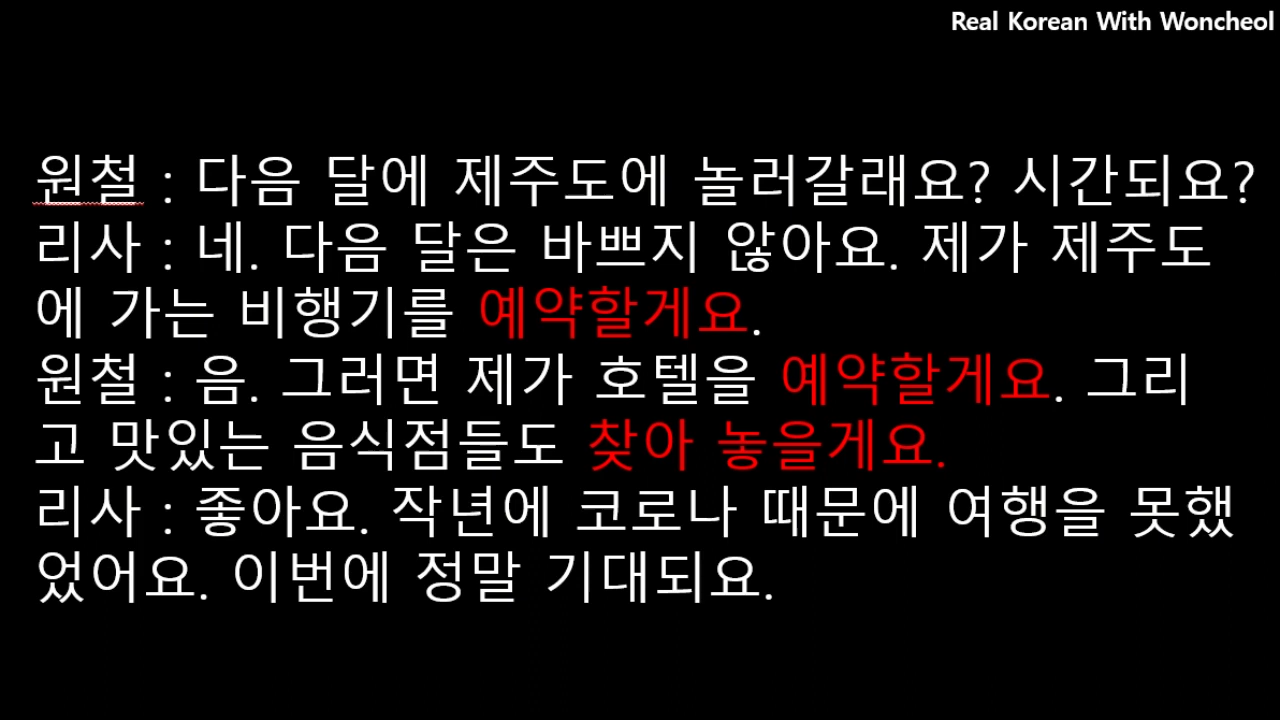 Real Korean With Woncheol
원철 : 다음 달에 제주도에 놀러갈래요? 시간되요?
리사 : 네. 다음 달은 바쁘지 않아요. 제가 제주도
에 가는 비행기를 예약할게요.
원철 : 음. 그러면 제가 호텔을 예약할게요. 그리
고 맛있는 음식점들도 찾아 놓을게요.
리사 : 좋아요. 작년에 코로나 때문에 여행을 못했
었어요. 이번에 정말 기대되요.